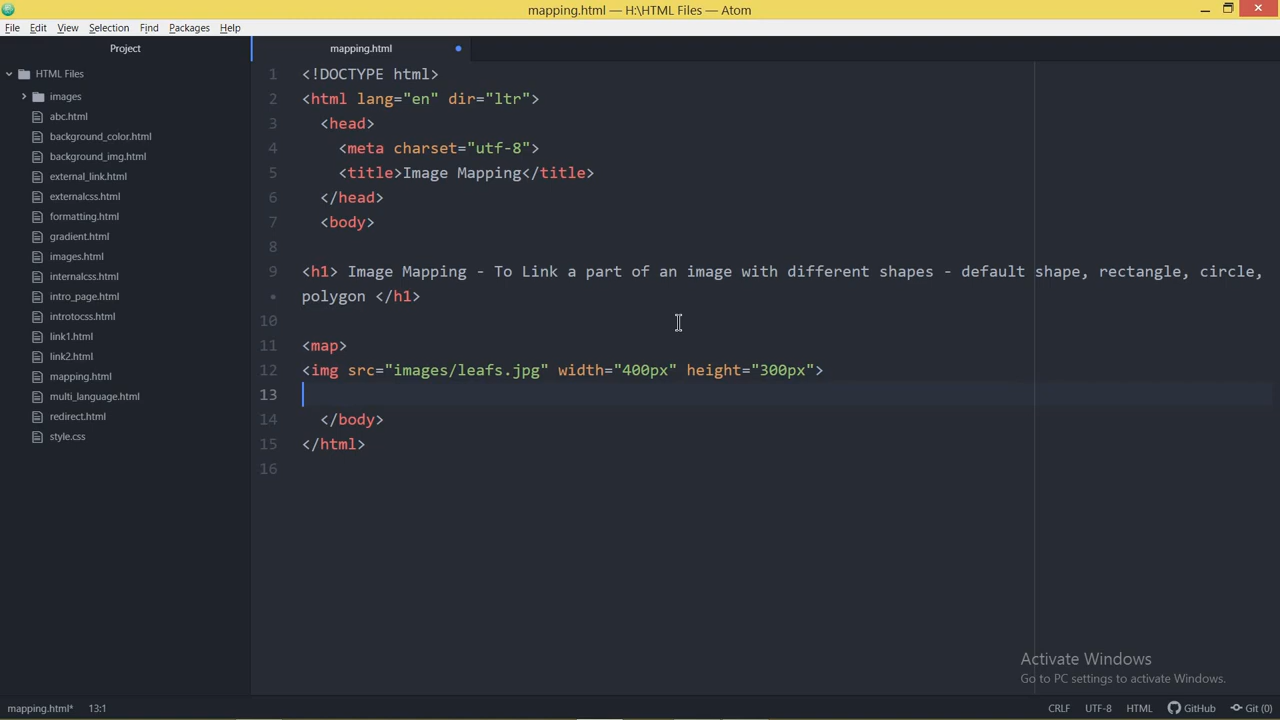 mapping.html — H:\HTML Files — Atom
File Edit View Selection Find Packages Help
Project
HTML Files
images
abc.html
background_color.html
background_img.html
external_link.html
externalcss.html
formatting.html
gradient.html
images.html
internalcss.html
intro_page.html
introtocss.html
link1.html
link2.html
mapping.html
multi_language.html
redirect.html
style.css
mapping.html
1 <!DOCTYPE html>
2 <html lang="en" dir="ltr">
3 <head>
4 <meta charset="utf-8">
5 <title>Image Mapping</title>
6 </head>
7 <body>
8
9 <h1> Image Mapping - To Link a part of an image with different shapes - default shape, rectangle, circle,
• polygon </h1>
10
11 <map>
12 <img src="images/leafs.jpg" width="400px" height="300px">
13
14 </body>
15 </html>
16
Activate Windows
Go to PC settings to activate Windows.
mapping.html* 13:1 CRLF UTF-8 HTML GitHub Git (0)